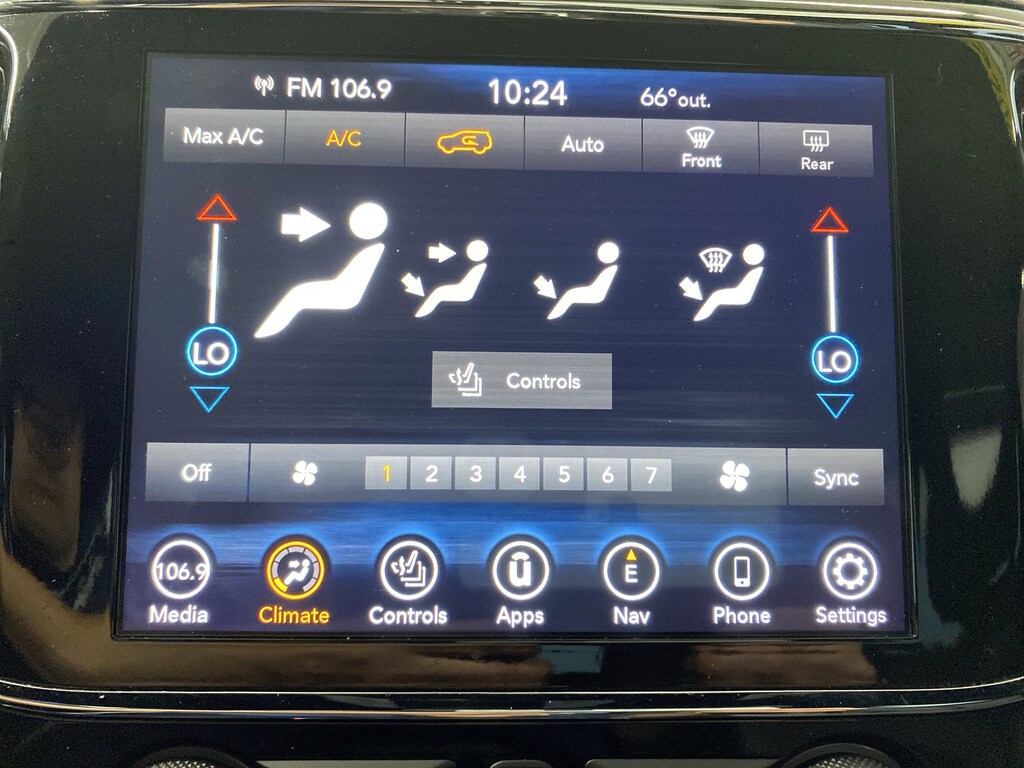 FM 106.9 10:24 66°out.
Max A/C A/C Auto Front Rear
LO LO
Controls
Off 1 2 3 4 5 6 7 Sync
106.9 E
Media Climate Controls Apps Nav Phone Settings